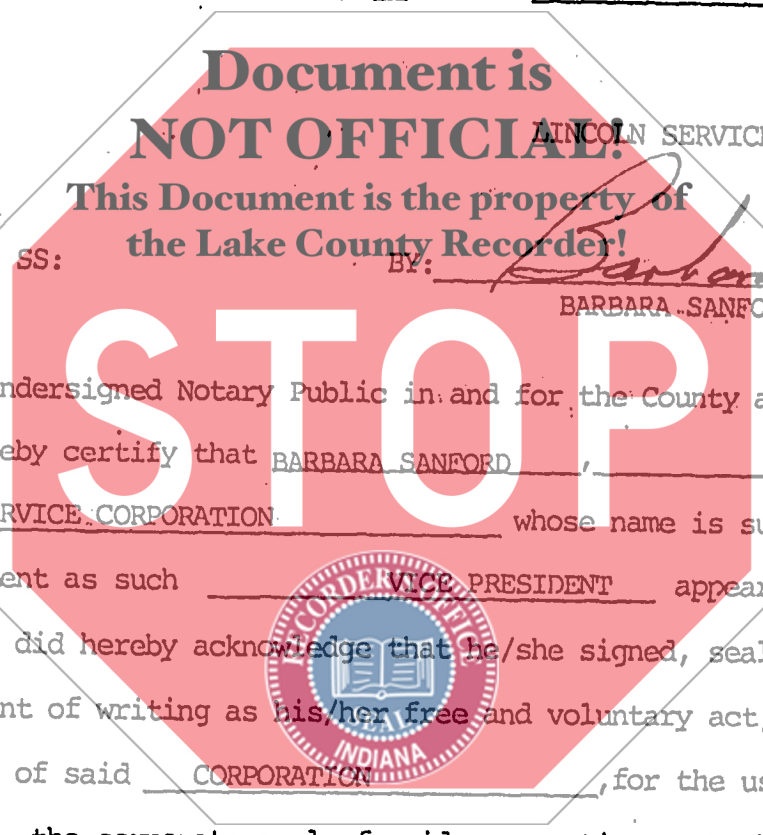 Document is
NOT OFFICIAL!
LINCOLN SERVICE
This Document is the property of
the Lake County Recorder!
SS:
BY:
BARBARA SANFO
STOP
ndersigned Notary Public in and for the County a
eby certify that BARBARA SANFORD ,
RVICE CORPORATION whose name is su
ent as such VICE PRESIDENT appear
did hereby acknowledge that he/she signed, seal
nt of writing as his/her free and voluntary act,
of said CORPORATION ,for the us
RECORDER'S OFFICE
SEAL
INDIANA